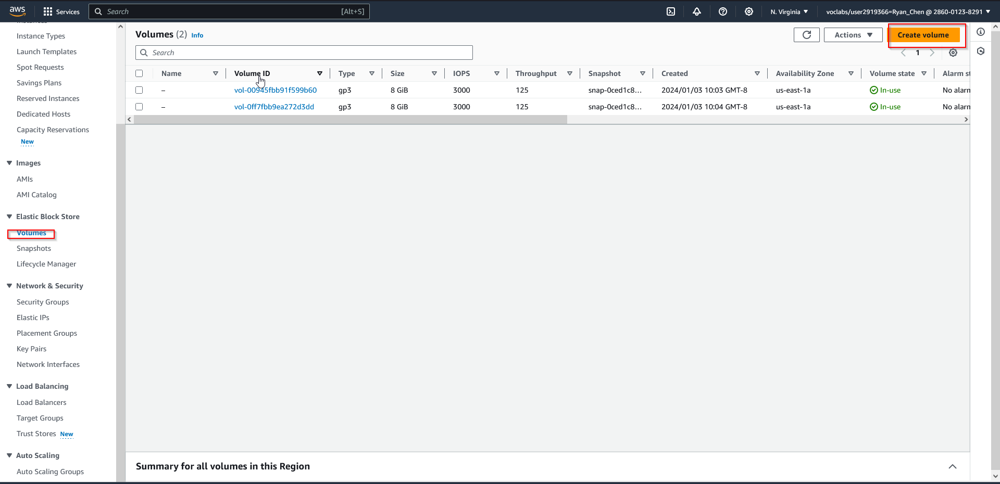 aws
Services
Search
[Alt+S]
N. Virginia
voclabs/user2919366=Ryan_Chen @ 2860-0123-8291
Instance Types
Launch Templates
Spot Requests
Savings Plans
Reserved Instances
Dedicated Hosts
Capacity Reservations
New
Images
AMIs
AMI Catalog
Elastic Block Store
Volumes
Snapshots
Lifecycle Manager
Network & Security
Security Groups
Elastic IPs
Placement Groups
Key Pairs
Network Interfaces
Load Balancing
Load Balancers
Target Groups
Trust Stores New
Auto Scaling
Auto Scaling Groups
Volumes (2) Info
Actions
Create volume
Search
1
Name Volume ID Type Size IOPS Throughput Snapshot Created Availability Zone Volume state Alarm st
– vol-00945fbb91f599b60 gp3 8 GiB 3000 125 snap-0ced1c8... 2024/01/03 10:03 GMT-8 us-east-1a In-use No alarm
– vol-0ff7fbb9ea272d3dd gp3 8 GiB 3000 125 snap-0ced1c8... 2024/01/03 10:04 GMT-8 us-east-1a In-use No alarm
Summary for all volumes in this Region